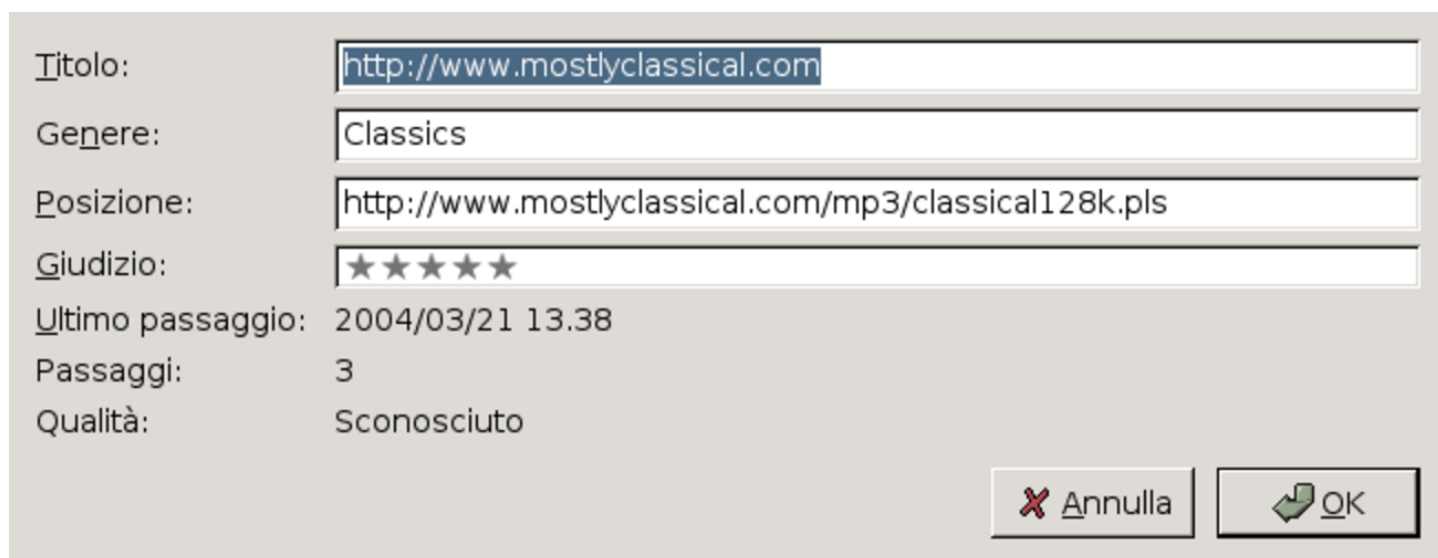 Titolo: http://www.mostlyclassical.com
Genere: Classics
Posizione: http://www.mostlyclassical.com/mp3/classical128k.pls
Giudizio: ★★★★★
Ultimo passaggio: 2004/03/21 13.38
Passaggi: 3
Qualità: Sconosciuto
Annulla OK